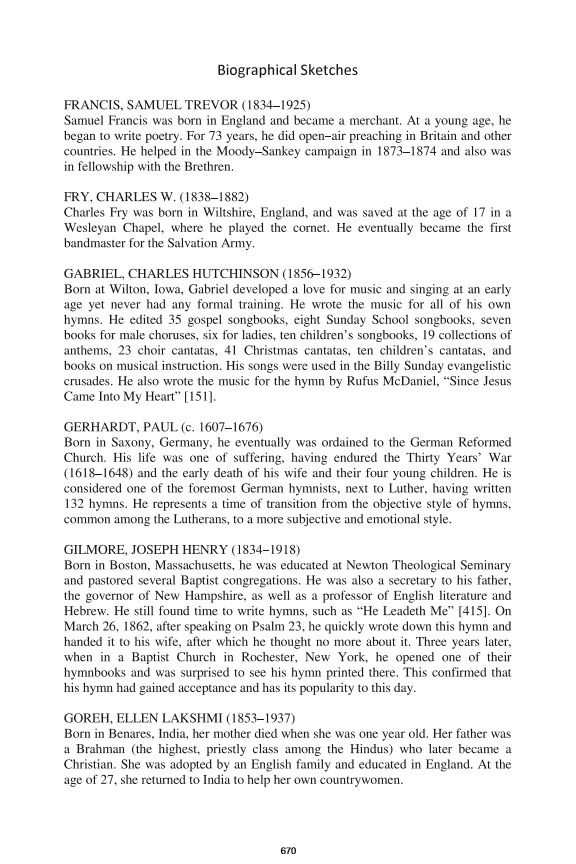 Biographical Sketches
FRANCIS, SAMUEL TREVOR (1834–1925)
Samuel Francis was born in England and became a merchant. At a young age, he
began to write poetry. For 73 years, he did open–air preaching in Britain and other
countries. He helped in the Moody–Sankey campaign in 1873–1874 and also was
in fellowship with the Brethren.
FRY, CHARLES W. (1838–1882)
Charles Fry was born in Wiltshire, England, and was saved at the age of 17 in a
Wesleyan Chapel, where he played the cornet. He eventually became the first
bandmaster for the Salvation Army.
GABRIEL, CHARLES HUTCHINSON (1856–1932)
Born at Wilton, Iowa, Gabriel developed a love for music and singing at an early
age yet never had any formal training. He wrote the music for all of his own
hymns. He edited 35 gospel songbooks, eight Sunday School songbooks, seven
books for male choruses, six for ladies, ten children's songbooks, 19 collections of
anthems, 23 choir cantatas, 41 Christmas cantatas, ten children's cantatas, and
books on musical instruction. His songs were used in the Billy Sunday evangelistic
crusades. He also wrote the music for the hymn by Rufus McDaniel, “Since Jesus
Came Into My Heart” [151].
GERHARDT, PAUL (c. 1607–1676)
Born in Saxony, Germany, he eventually was ordained to the German Reformed
Church. His life was one of suffering, having endured the Thirty Years' War
(1618–1648) and the early death of his wife and their four young children. He is
considered one of the foremost German hymnists, next to Luther, having written
132 hymns. He represents a time of transition from the objective style of hymns,
common among the Lutherans, to a more subjective and emotional style.
GILMORE, JOSEPH HENRY (1834–1918)
Born in Boston, Massachusetts, he was educated at Newton Theological Seminary
and pastored several Baptist congregations. He was also a secretary to his father,
the governor of New Hampshire, as well as a professor of English literature and
Hebrew. He still found time to write hymns, such as “He Leadeth Me” [415]. On
March 26, 1862, after speaking on Psalm 23, he quickly wrote down this hymn and
handed it to his wife, after which he thought no more about it. Three years later,
when in a Baptist Church in Rochester, New York, he opened one of their
hymnbooks and was surprised to see his hymn printed there. This confirmed that
his hymn had gained acceptance and has its popularity to this day.
GOREH, ELLEN LAKSHMI (1853–1937)
Born in Benares, India, her mother died when she was one year old. Her father was
a Brahman (the highest, priestly class among the Hindus) who later became a
Christian. She was adopted by an English family and educated in England. At the
age of 27, she returned to India to help her own countrywomen.
670